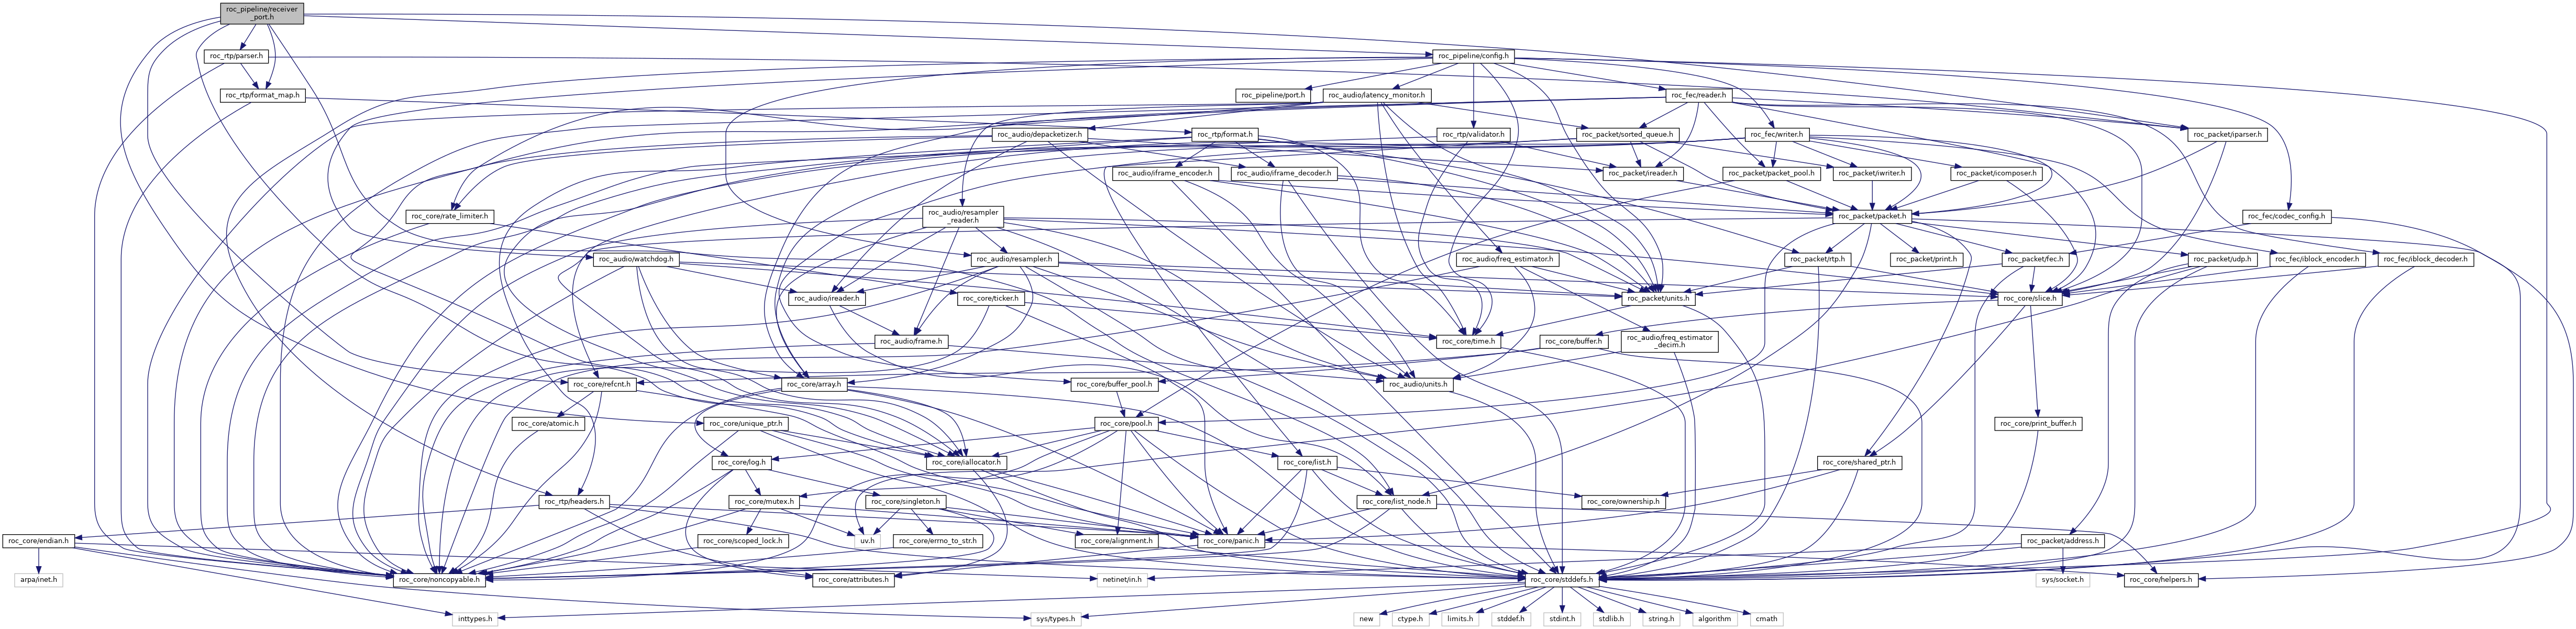 roc_pipeline/receiver
_port.h
roc_rtp/parser.h
roc_pipeline/config.h
roc_rtp/format_map.h
roc_pipeline/port.h
roc_audio/latency_monitor.h
roc_fec/reader.h
roc_audio/depacketizer.h
roc_rtp/format.h
roc_rtp/validator.h
roc_packet/sorted_queue.h
roc_fec/writer.h
roc_packet/iparser.h
roc_audio/iframe_encoder.h
roc_audio/iframe_decoder.h
roc_packet/ireader.h
roc_packet/packet_pool.h
roc_packet/iwriter.h
roc_packet/icomposer.h
roc_core/rate_limiter.h
roc_audio/resampler
_reader.h
roc_packet/packet.h
roc_fec/codec_config.h
roc_audio/watchdog.h
roc_audio/resampler.h
roc_audio/freq_estimator.h
roc_packet/rtp.h
roc_packet/print.h
roc_packet/fec.h
roc_packet/udp.h
roc_fec/iblock_encoder.h
roc_fec/iblock_decoder.h
roc_audio/ireader.h
roc_core/ticker.h
roc_packet/units.h
roc_core/slice.h
roc_audio/frame.h
roc_core/time.h
roc_core/buffer.h
roc_audio/freq_estimator
_decim.h
roc_core/refcnt.h
roc_core/array.h
roc_core/buffer_pool.h
roc_audio/units.h
roc_core/atomic.h
roc_core/unique_ptr.h
roc_core/pool.h
roc_core/print_buffer.h
roc_core/log.h
roc_core/iallocator.h
roc_core/list.h
roc_core/shared_ptr.h
roc_rtp/headers.h
roc_core/mutex.h
roc_core/singleton.h
roc_core/list_node.h
roc_core/ownership.h
roc_core/endian.h
roc_core/scoped_lock.h
uv.h
roc_core/errno_to_str.h
roc_core/alignment.h
roc_core/panic.h
roc_packet/address.h
arpa/inet.h
roc_core/noncopyable.h
roc_core/attributes.h
netinet/in.h
roc_core/stddefs.h
sys/socket.h
roc_core/helpers.h
inttypes.h
sys/types.h
new
ctype.h
limits.h
stddef.h
stdint.h
stdlib.h
string.h
algorithm
cmath